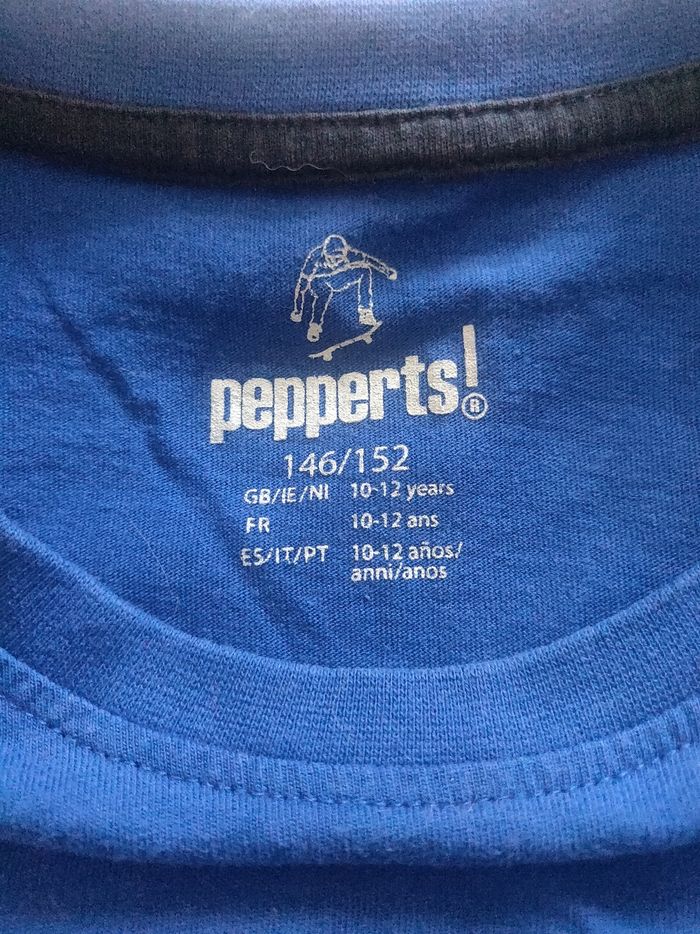 pepperts!®
146/152
GB/IE/NI 10-12 years
FR 10-12 ans
ES/IT/PT 10-12 años/
anni/anos